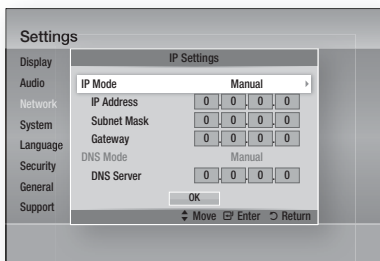 Settings
Display
Audio
Network
System
Language
Security
General
Support
IP Settings
IP Mode Manual
IP Address 0 . 0 . 0 . 0
Subnet Mask 0 . 0 . 0 . 0
Gateway 0 . 0 . 0 . 0
DNS Mode Manual
DNS Server 0 . 0 . 0 . 0
OK
Move Enter Return